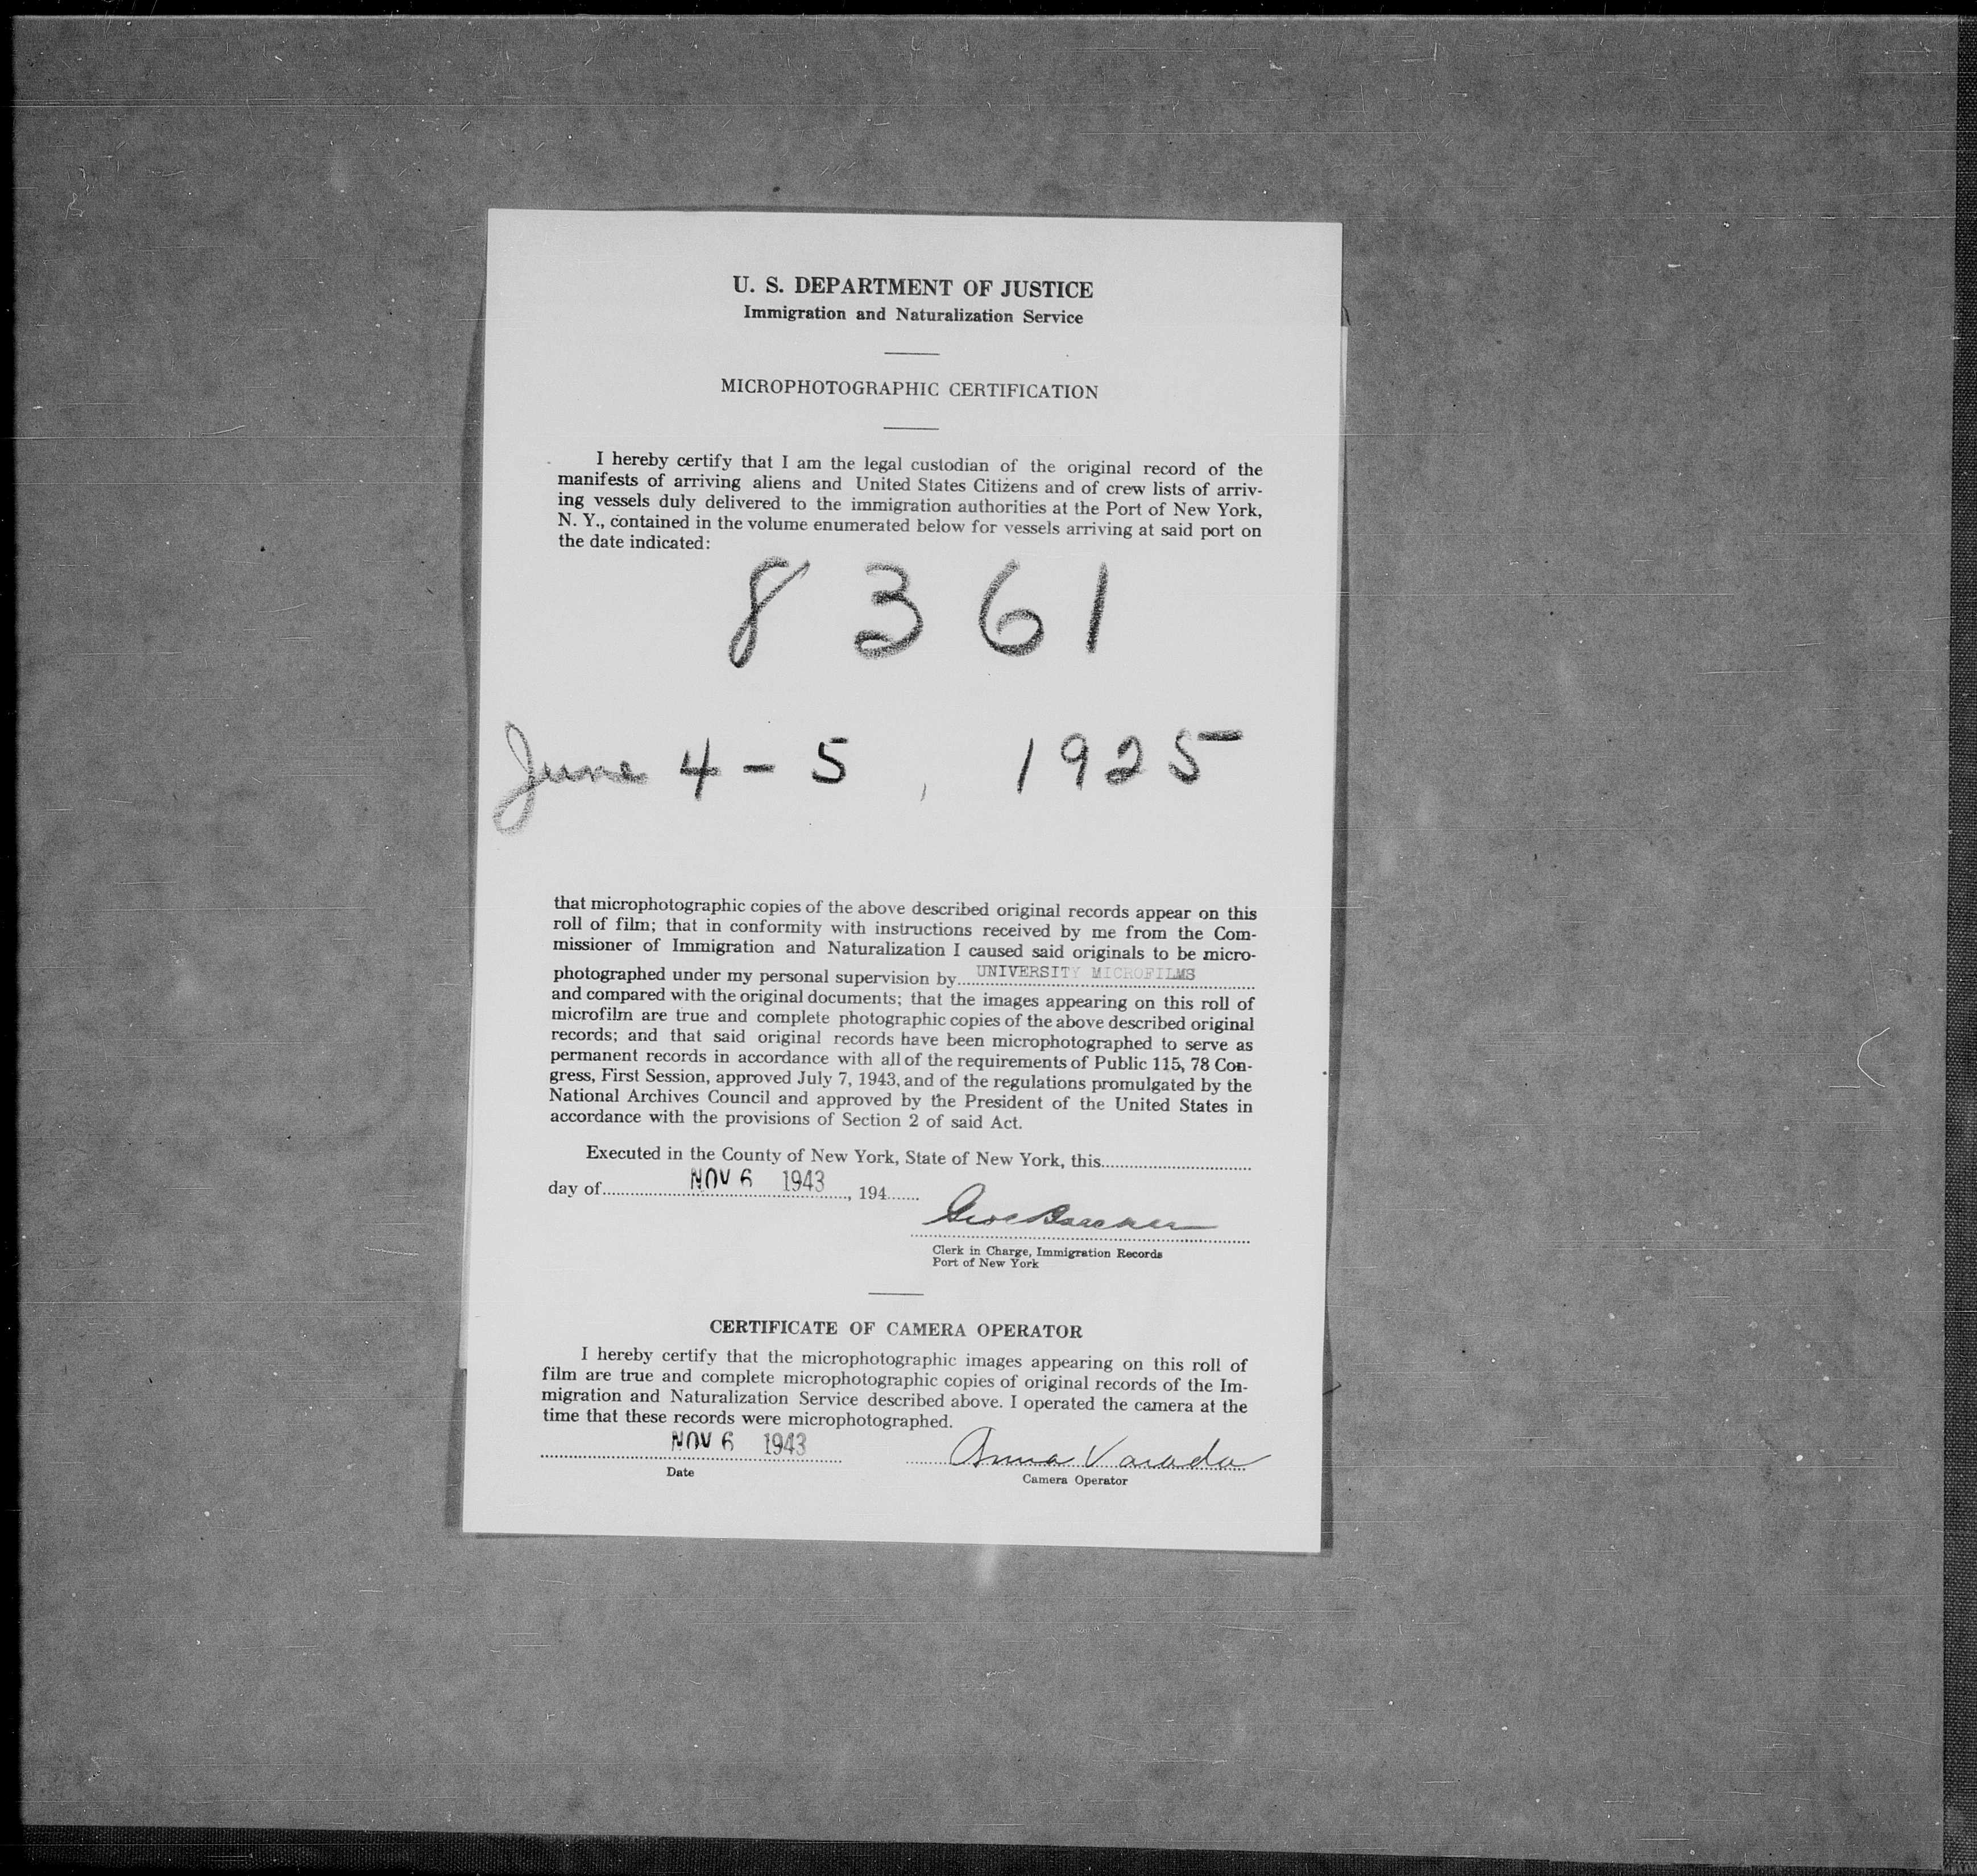 U. S. DEPARTMENT OF JUSTICE
Immigration and Naturalization Service
MICROPHOTOGRAPHIC CERTIFICATION
I hereby certify that I am the legal custodian of the original record of the
manifests of arriving aliens and United States Citizens and of crew lists of arriv-
ing vessels duly delivered to the immigration authorities at the Port of New York,
N. Y., contained in the volume enumerated below for vessels arriving at said port on
the date indicated:
8361
June 4 - 5, 1925
that microphotographic copies of the above described original records appear on this
roll of film; that in conformity with instructions received by me from the Com-
missioner of Immigration and Naturalization I caused said originals to be micro-
photographed under my personal supervision by UNIVERSITY MICROFILMS
and compared with the original documents; that the images appearing on this roll of
microfilm are true and complete photographic copies of the above described original
records; and that said original records have been microphotographed to serve as
permanent records in accordance with all of the requirements of Public 115, 78 Con-
gress, First Session, approved July 7, 1943, and of the regulations promulgated by the
National Archives Council and approved by the President of the United States in
accordance with the provisions of Section 2 of said Act.
Executed in the County of New York, State of New York, this
day of NOV 6 1943, 194
Clerk in Charge, Immigration Records
Port of New York
CERTIFICATE OF CAMERA OPERATOR
I hereby certify that the microphotographic images appearing on this roll of
film are true and complete microphotographic copies of original records of the Im-
migration and Naturalization Service described above. I operated the camera at the
time that these records were microphotographed.
NOV 6 1943 Anna
Date Camera Operator